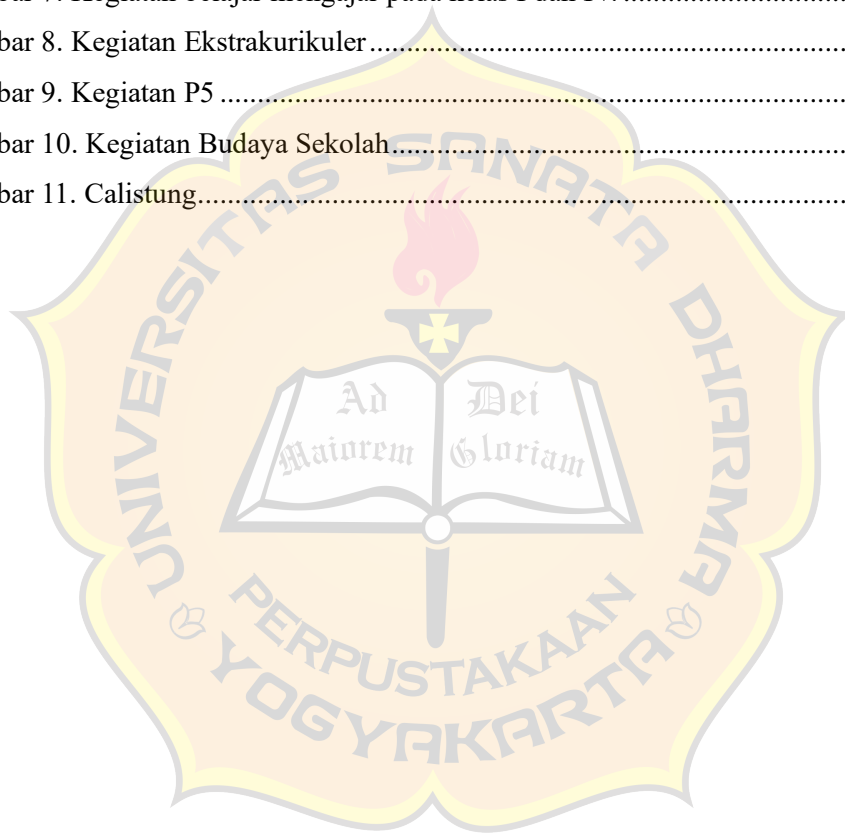 bar 8. Kegiatan Ekstrakurikuler
bar 9. Kegiatan P5
bar 10. Kegiatan Budaya Sekolah
bar 11. Calistung
UNIVERSITAS SANATA DHARMA
Ad Dei
Maiorem Gloriam
PERPUSTAKAAN
YOGYAKARTA